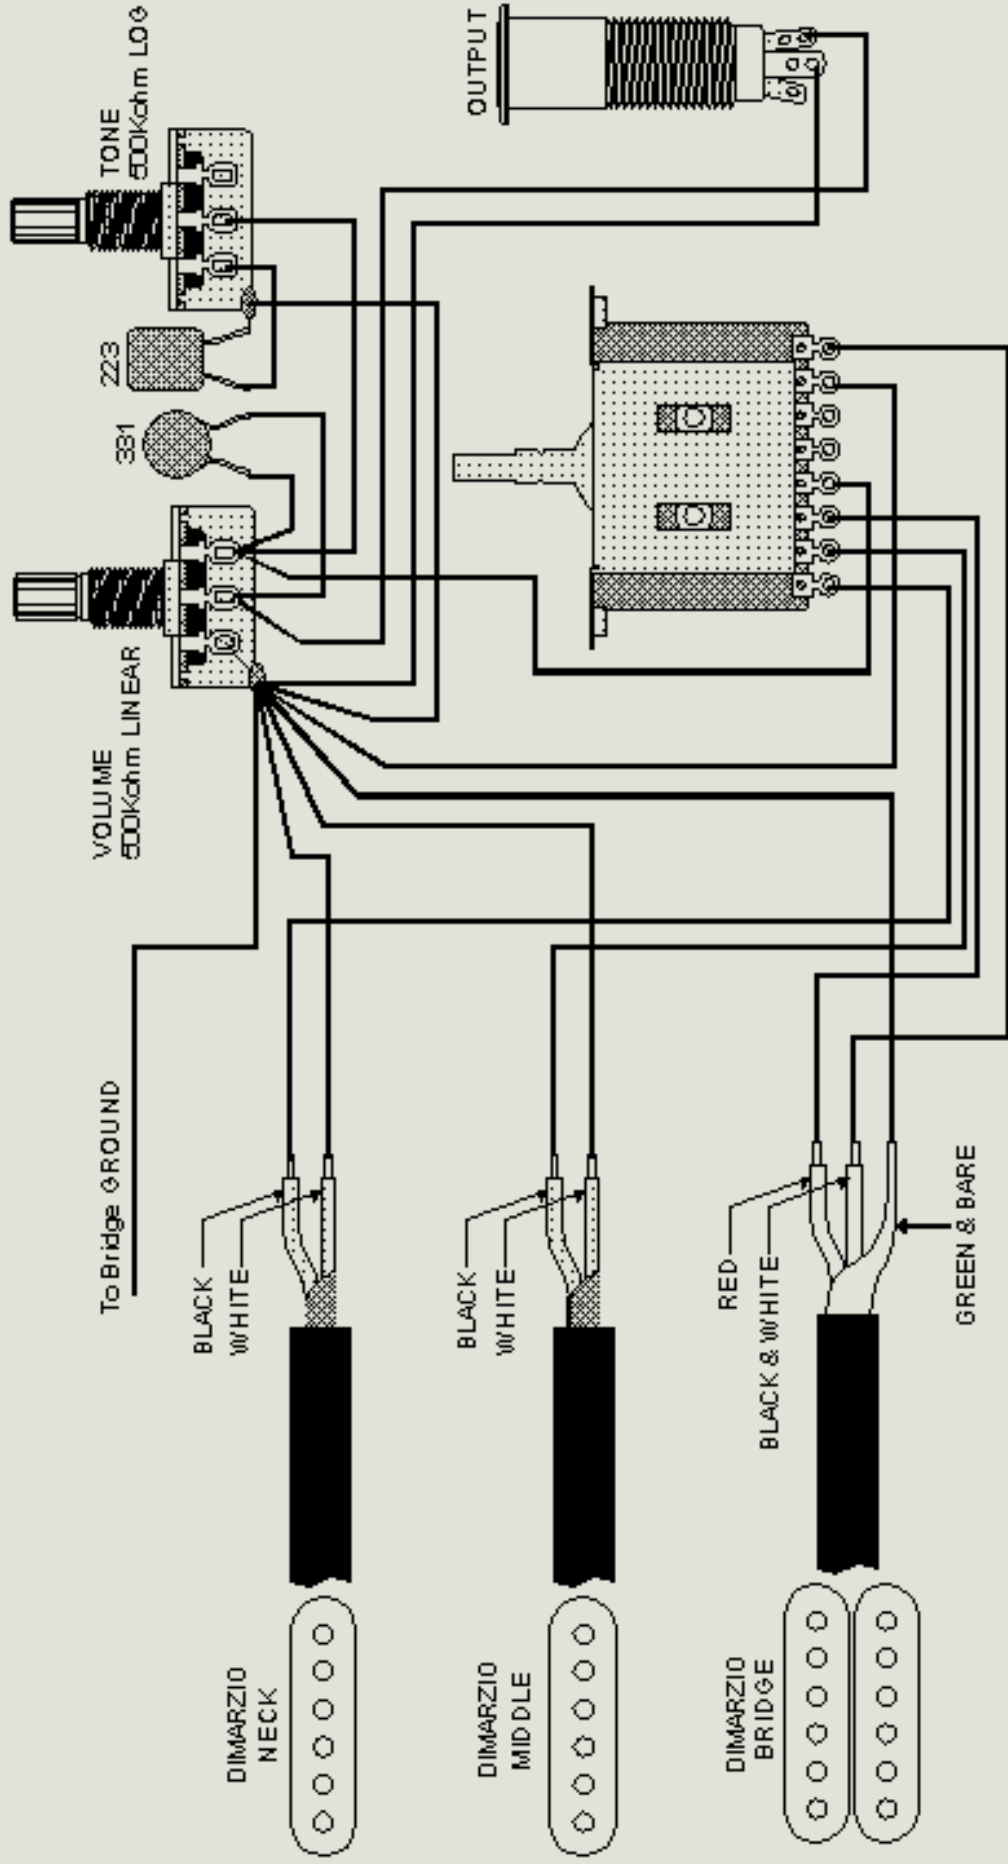 VOLUME
500Kohm LINEAR
331
223
TONE
500Kohm LOG
OUTPUT
To Bridge GROUND
BLACK
WHITE
DIMARZIO
NECK
BLACK
WHITE
DIMARZIO
MIDDLE
RED
BLACK & WHITE
GREEN & BARE
DIMARZIO
BRIDGE